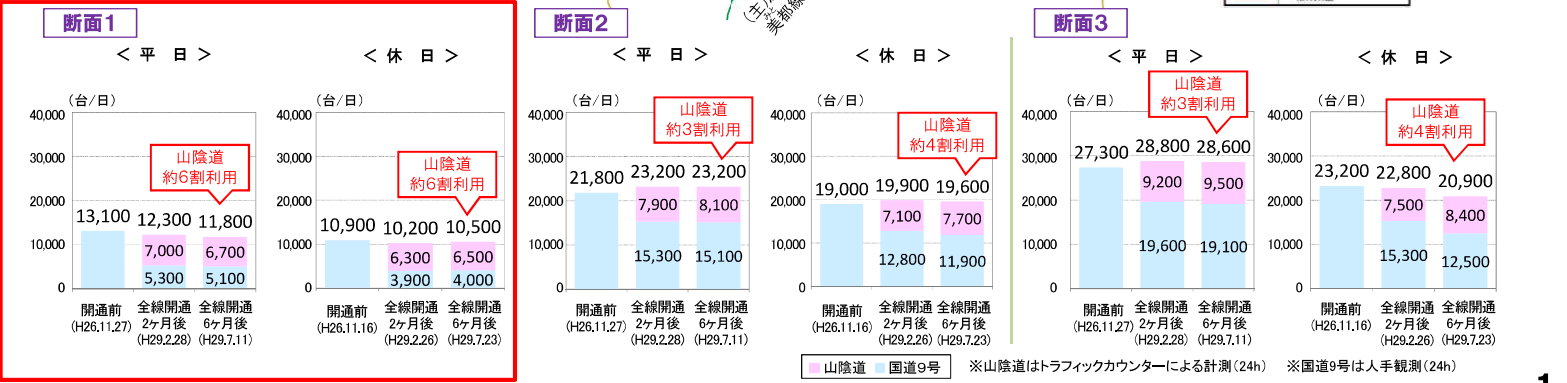 (主)
美都線
みと
断面1
＜ 平 日 ＞
(台/日)
40,000
30,000
20,000
10,000
0
山陰道
約6割利用
13,100 12,300 11,800
7,000 6,700
5,300 5,100
開通前
(H26.11.27)
全線開通
2ヶ月後
(H29.2.28)
全線開通
6ヶ月後
(H29.7.11)
＜ 休 日 ＞
(台/日)
40,000
30,000
20,000
10,000
0
山陰道
約6割利用
10,900 10,200 10,500
6,300 6,500
3,900 4,000
開通前
(H26.11.16)
全線開通
2ヶ月後
(H29.2.26)
全線開通
6ヶ月後
(H29.7.23)
断面2
＜ 平 日 ＞
(台/日)
40,000
30,000
20,000
10,000
0
山陰道
約3割利用
21,800 23,200 23,200
7,900 8,100
15,300 15,100
開通前
(H26.11.27)
全線開通
2ヶ月後
(H29.2.28)
全線開通
6ヶ月後
(H29.7.11)
＜ 休 日 ＞
(台/日)
40,000
30,000
20,000
10,000
0
山陰道
約4割利用
19,000 19,900 19,600
7,100 7,700
12,800 11,900
開通前
(H26.11.16)
全線開通
2ヶ月後
(H29.2.26)
全線開通
6ヶ月後
(H29.7.23)
断面3
＜ 平 日 ＞
(台/日)
40,000
30,000
20,000
10,000
0
山陰道
約3割利用
27,300 28,800 28,600
9,200 9,500
19,600 19,100
開通前
(H26.11.27)
全線開通
2ヶ月後
(H29.2.28)
全線開通
6ヶ月後
(H29.7.11)
＜ 休 日 ＞
(台/日)
40,000
30,000
20,000
10,000
0
山陰道
約4割利用
23,200 22,800 20,900
7,500 8,400
15,300 12,500
開通前
(H26.11.16)
全線開通
2ヶ月後
(H29.2.26)
全線開通
6ヶ月後
(H29.7.23)
山陰道 国道9号 ※山陰道はトラフィックカウンターによる計測(24h) ※国道9号は人手観測(24h)